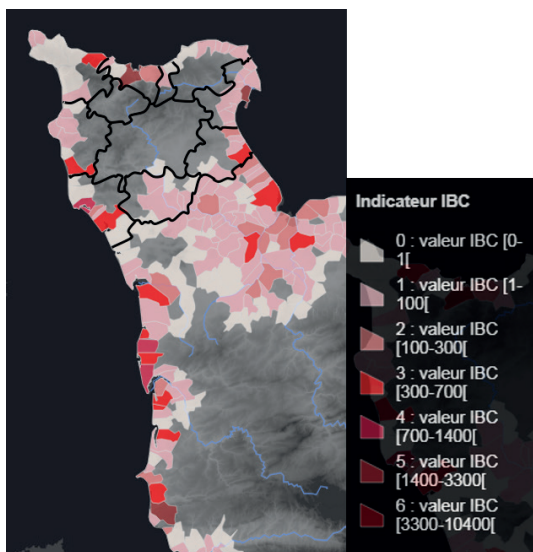 Indicateur IBC
0 : valeur IBC [0-
1[
1 : valeur IBC [1-
100[
2 : valeur IBC
[100-300[
3 : valeur IBC
[300-700[
4 : valeur IBC
[700-1400[
5 : valeur IBC
[1400-3300[
6 : valeur IBC
[3300-10400[